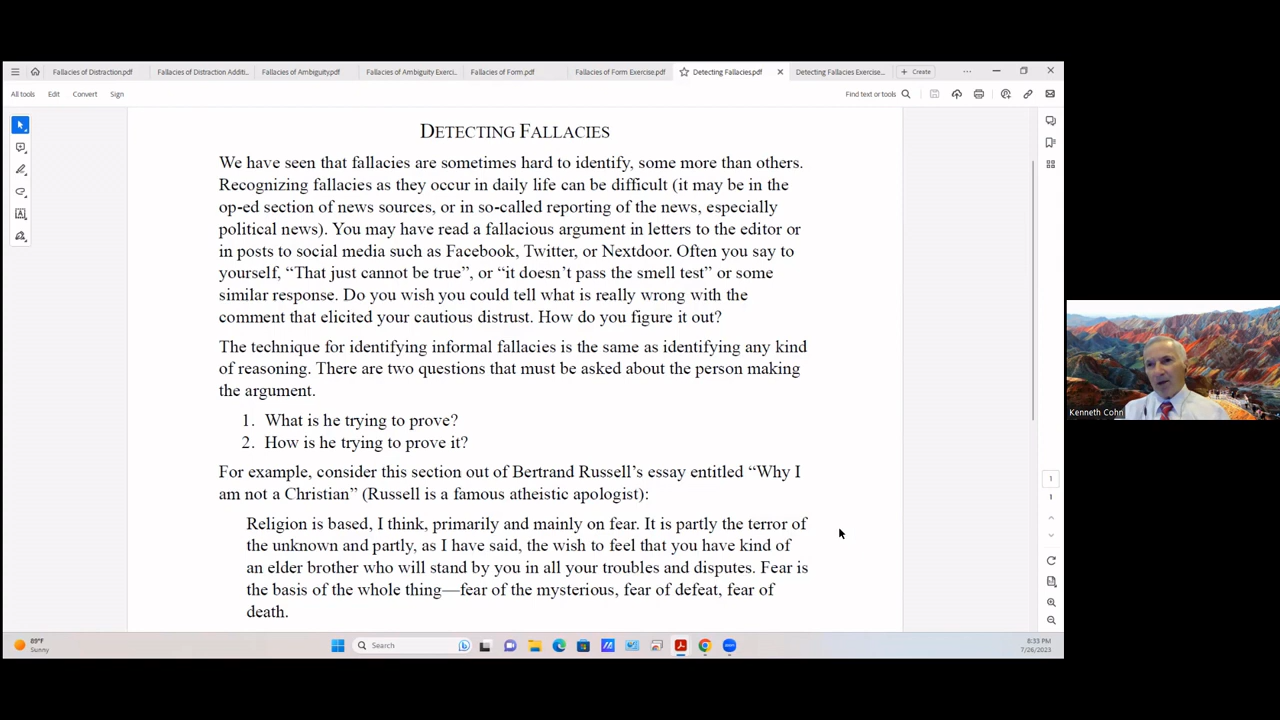 Fallacies of Distraction.pdf
Fallacies of Distraction Additi...
Fallacies of Ambiguity.pdf
Fallacies of Ambiguity Exerci...
Fallacies of Form.pdf
Fallacies of Form Exercise.pdf
Detecting Fallacies.pdf
Detecting Fallacies Exercise...
+ Create
All tools
Edit
Convert
Sign
Find text or tools
DETECTING FALLACIES
We have seen that fallacies are sometimes hard to identify, some more than others.
Recognizing fallacies as they occur in daily life can be difficult (it may be in the
op-ed section of news sources, or in so-called reporting of the news, especially
political news). You may have read a fallacious argument in letters to the editor or
in posts to social media such as Facebook, Twitter, or Nextdoor. Often you say to
yourself, “That just cannot be true”, or “it doesn’t pass the smell test” or some
similar response. Do you wish you could tell what is really wrong with the
comment that elicited your cautious distrust. How do you figure it out?
The technique for identifying informal fallacies is the same as identifying any kind
of reasoning. There are two questions that must be asked about the person making
the argument.
1. What is he trying to prove?
2. How is he trying to prove it?
For example, consider this section out of Bertrand Russell’s essay entitled “Why I
am not a Christian” (Russell is a famous atheistic apologist):
Religion is based, I think, primarily and mainly on fear. It is partly the terror of
the unknown and partly, as I have said, the wish to feel that you have kind of
an elder brother who will stand by you in all your troubles and disputes. Fear is
the basis of the whole thing—fear of the mysterious, fear of defeat, fear of
death.
Kenneth Cohn
1
1
89°F
Sunny
Search
8:33 PM
7/26/2023